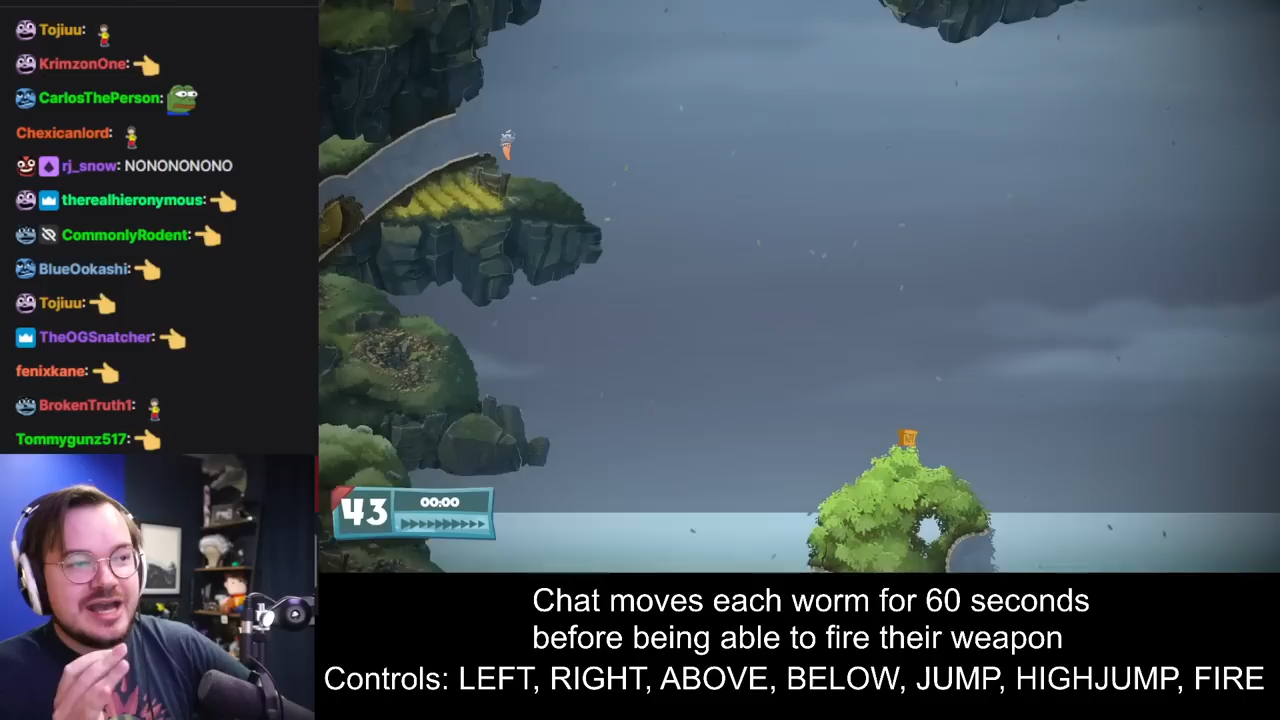 Tojiuu:
KrimzonOne:
CarlosThePerson:
Chexicanlord:
rj_snow: NONONONONO
therealhieronymous:
CommonlyRodent:
BlueOokashi:
Tojiuu:
TheOGSnatcher:
fenixkane:
BrokenTruth1:
Tommygunz517:
43 00:00
Chat moves each worm for 60 seconds
before being able to fire their weapon
Controls: LEFT, RIGHT, ABOVE, BELOW, JUMP, HIGHJUMP, FIRE